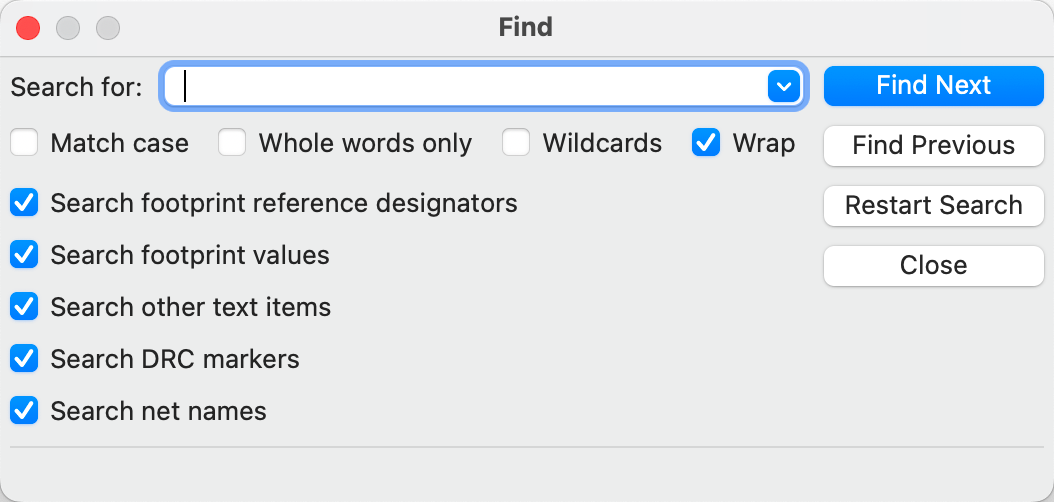 Find
Search for:
Find Next
Match case Whole words only Wildcards Wrap
Find Previous
Search footprint reference designators
Restart Search
Search footprint values
Close
Search other text items
Search DRC markers
Search net names